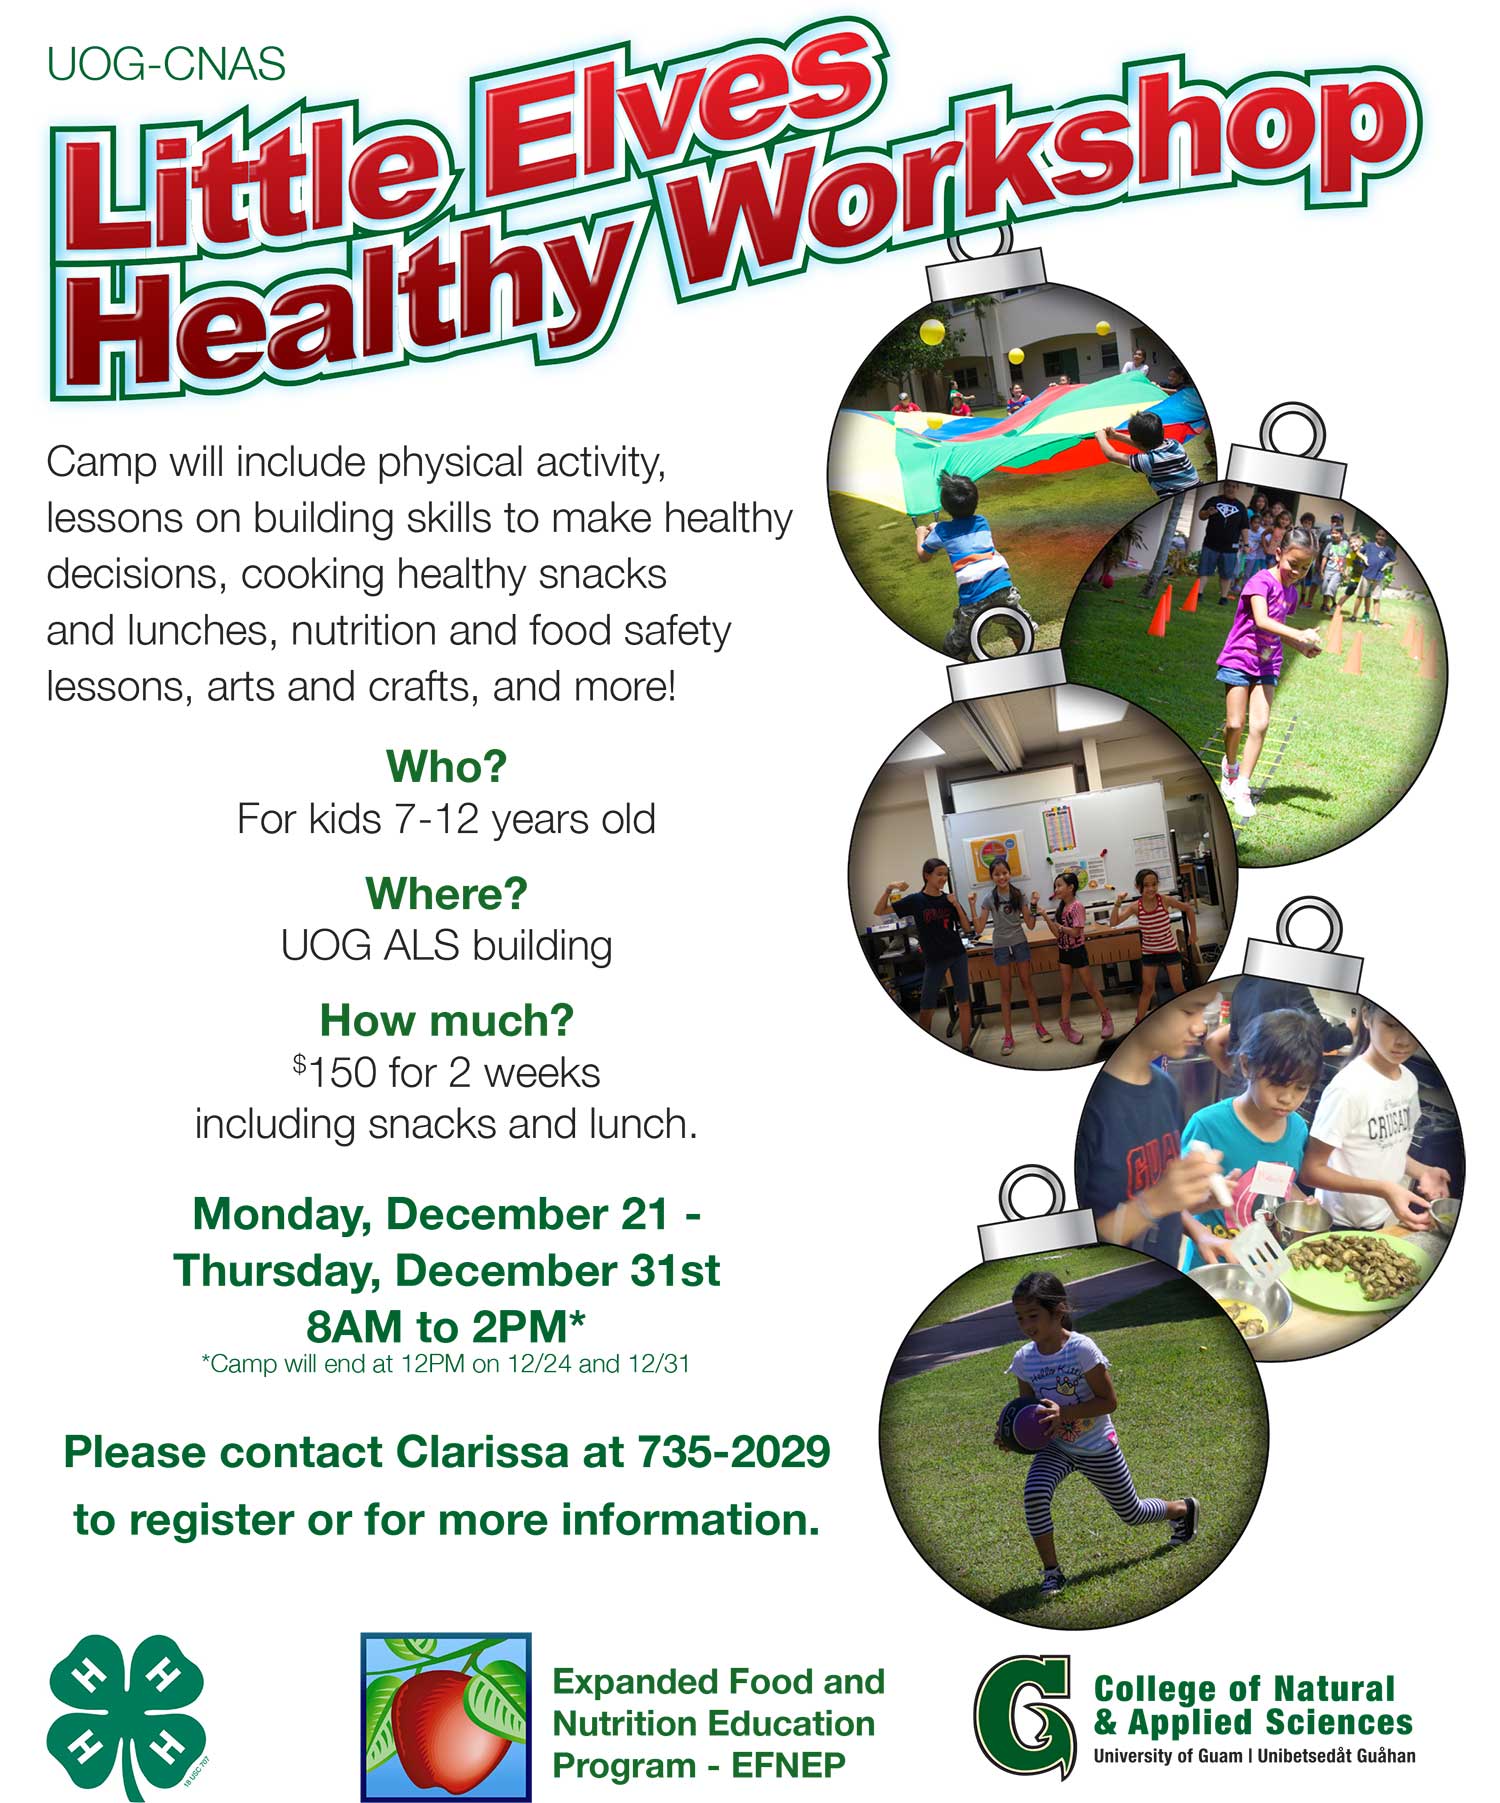 UOG-CNAS
Little Elves
Healthy Workshop
Camp will include physical activity,
lessons on building skills to make healthy
decisions, cooking healthy snacks
and lunches, nutrition and food safety
lessons, arts and crafts, and more!
Who?
For kids 7-12 years old
Where?
UOG ALS building
How much?
$150 for 2 weeks
including snacks and lunch.
Monday, December 21 -
Thursday, December 31st
8AM to 2PM*
*Camp will end at 12PM on 12/24 and 12/31
Please contact Clarissa at 735-2029
to register or for more information.
H H
H H
18 USC 707
Expanded Food and
Nutrition Education
Program - EFNEP
G
College of Natural
& Applied Sciences
University of Guam | Unibetsedåt Guåhan
Hello Kitty